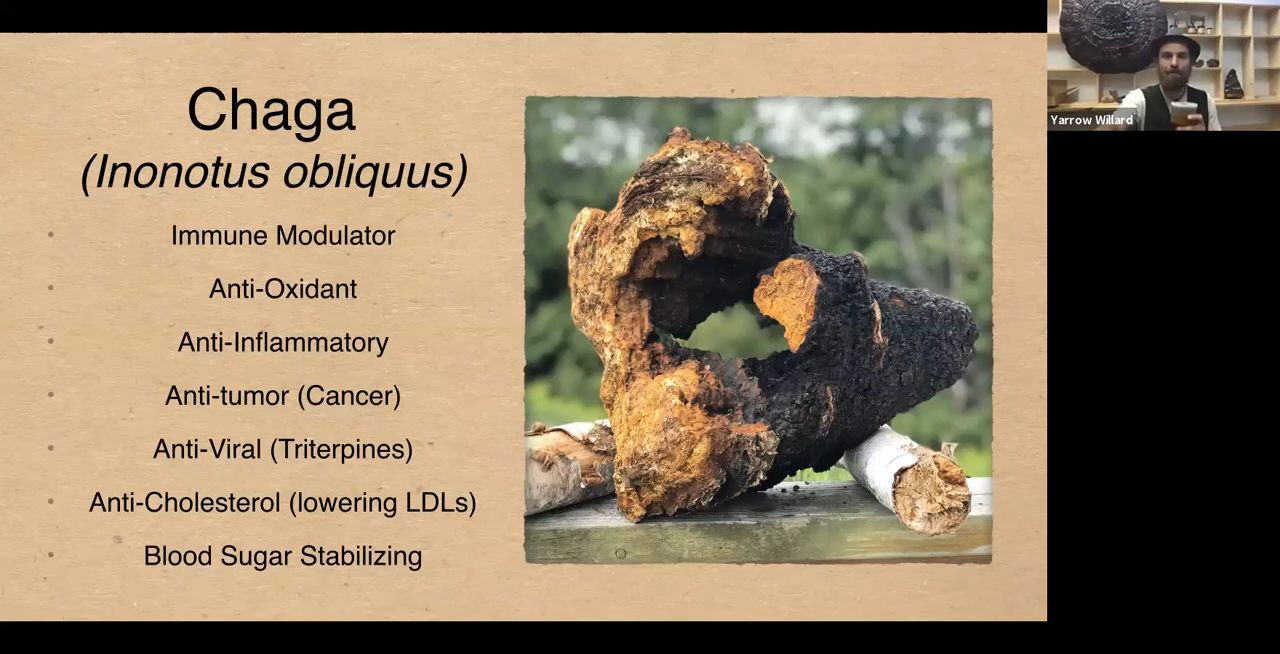 Chaga
(Inonotus obliquus)
Immune Modulator
Anti-Oxidant
Anti-Inflammatory
Anti-tumor (Cancer)
Anti-Viral (Triterpines)
Anti-Cholesterol (lowering LDLs)
Blood Sugar Stabilizing
Yarrow Willard